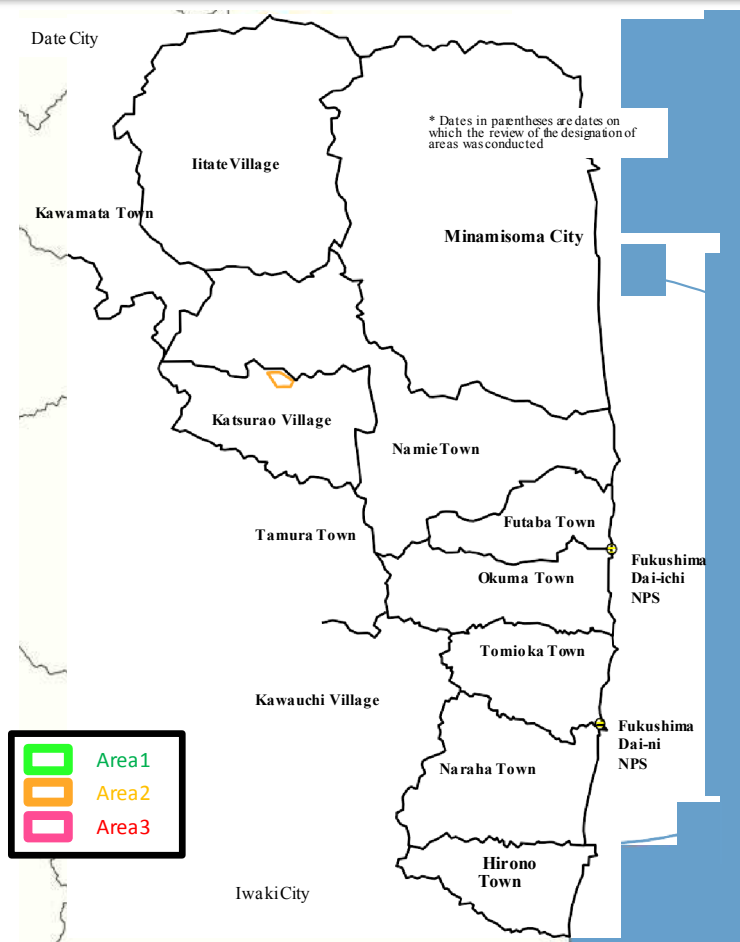 Date City
* Dates in parentheses are dates on
which the review of the designation of
areas was conducted
Iitate Village
Kawamata Town
Minamisoma City
Katsurao Village
Namie Town
Futaba Town
Tamura Town
Fukushima
Dai-ichi
NPS
Okuma Town
Tomioka Town
Kawauchi Village
Fukushima
Dai-ni
NPS
Naraha Town
Area1
Area2
Area3
Hirono
Town
Iwaki City